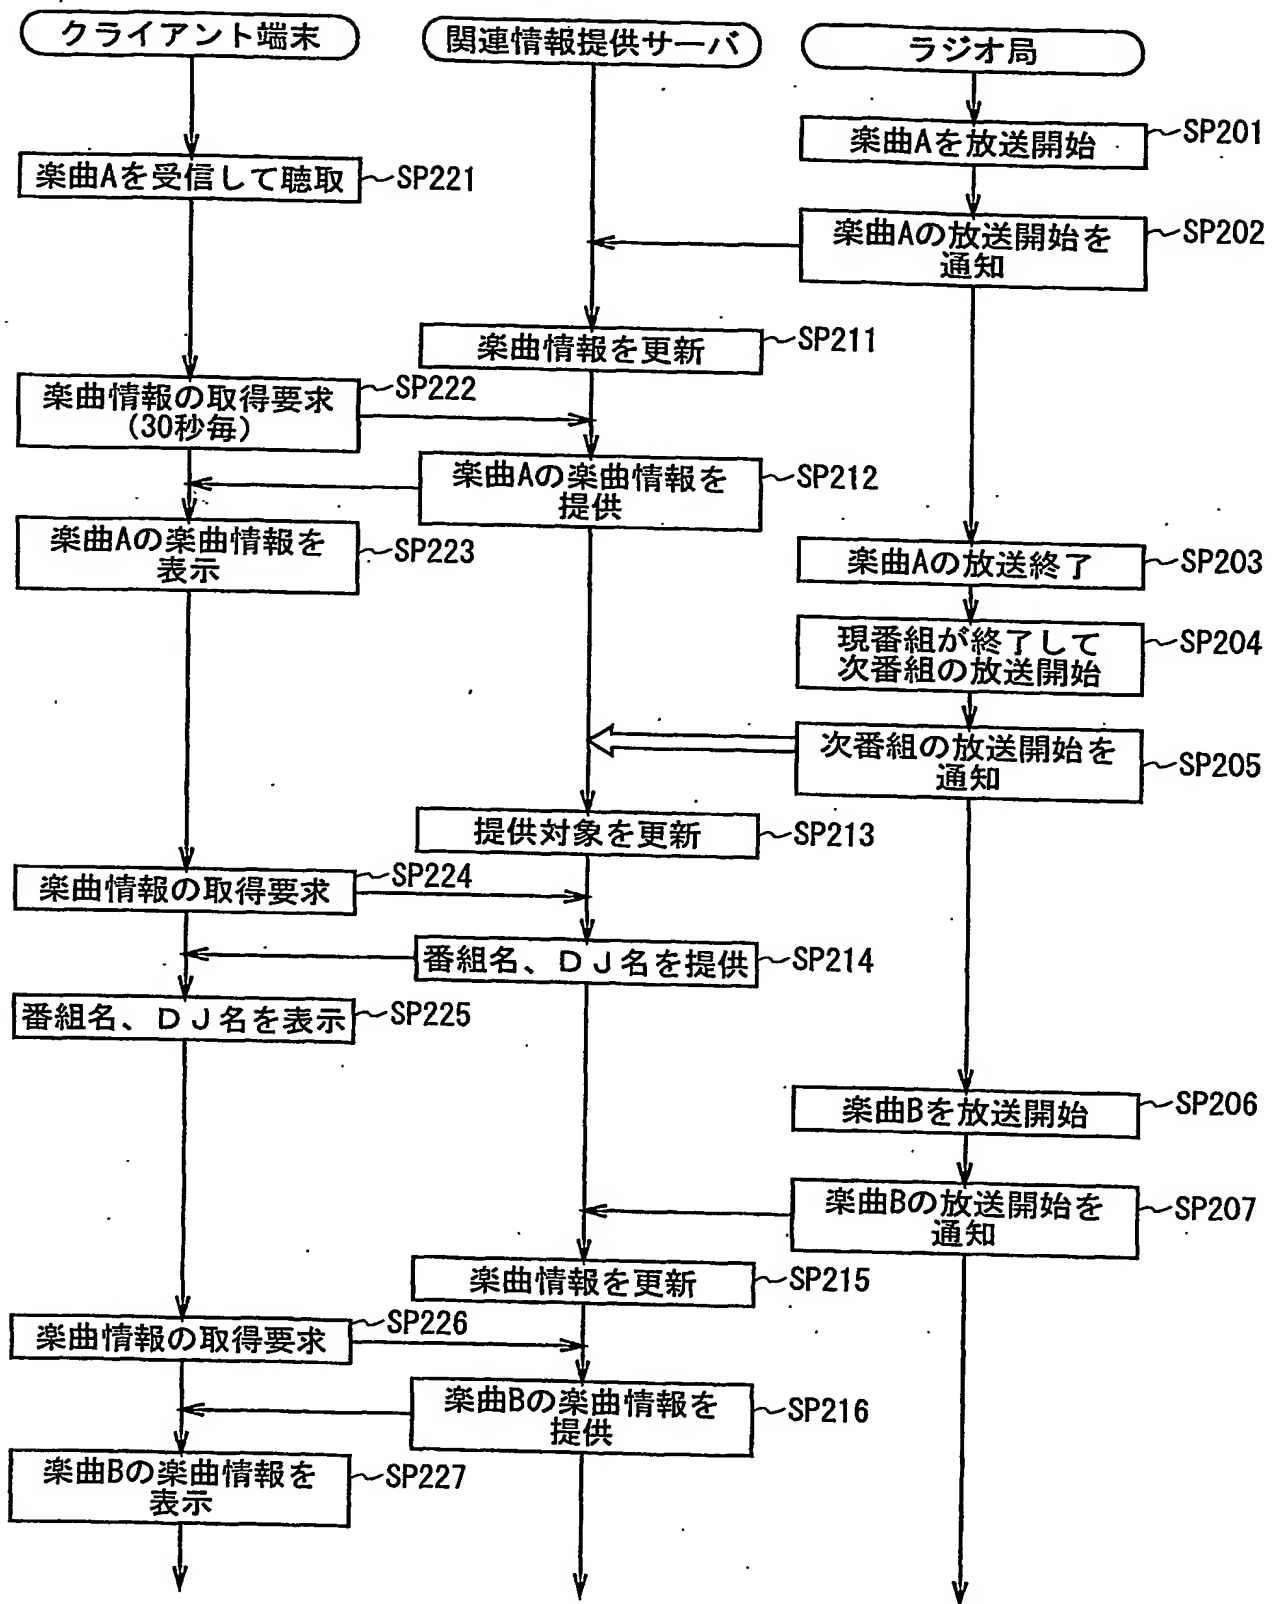 クライアント端末
関連情報提供サーバ
ラジオ局
楽曲Aを放送開始
SP201
楽曲Aを受信して聴取
SP221
楽曲Aの放送開始を
通知
SP202
楽曲情報を更新
SP211
楽曲情報の取得要求
(30秒毎)
SP222
楽曲Aの楽曲情報を
提供
SP212
楽曲Aの楽曲情報を
表示
SP223
楽曲Aの放送終了
SP203
現番組が終了して
次番組の放送開始
SP204
次番組の放送開始を
通知
SP205
提供対象を更新
SP213
楽曲情報の取得要求
SP224
番組名、DJ名を提供
SP214
番組名、DJ名を表示
SP225
楽曲Bを放送開始
SP206
楽曲Bの放送開始を
通知
SP207
楽曲情報を更新
SP215
楽曲情報の取得要求
SP226
楽曲Bの楽曲情報を
提供
SP216
楽曲Bの楽曲情報を
表示
SP227